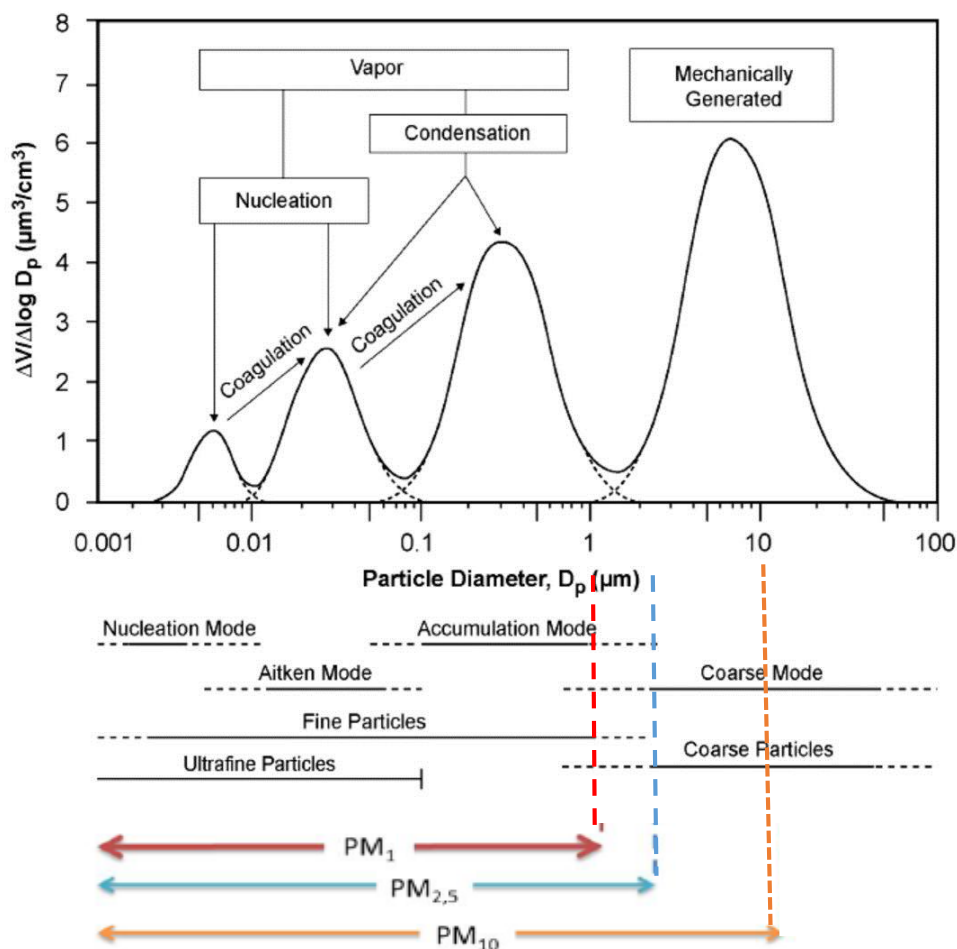 8
7
6
5
4
3
2
1
0
ΔV/Δlog Dp (μm³/cm³)
Vapor
Mechanically
Generated
Condensation
Nucleation
Coagulation
Coagulation
0.001 0.01 0.1 1 10 100
Particle Diameter, Dp (μm)
Nucleation Mode
Accumulation Mode
Aitken Mode
Coarse Mode
Fine Particles
Coarse Particles
Ultrafine Particles
PM1
PM2,5
PM10